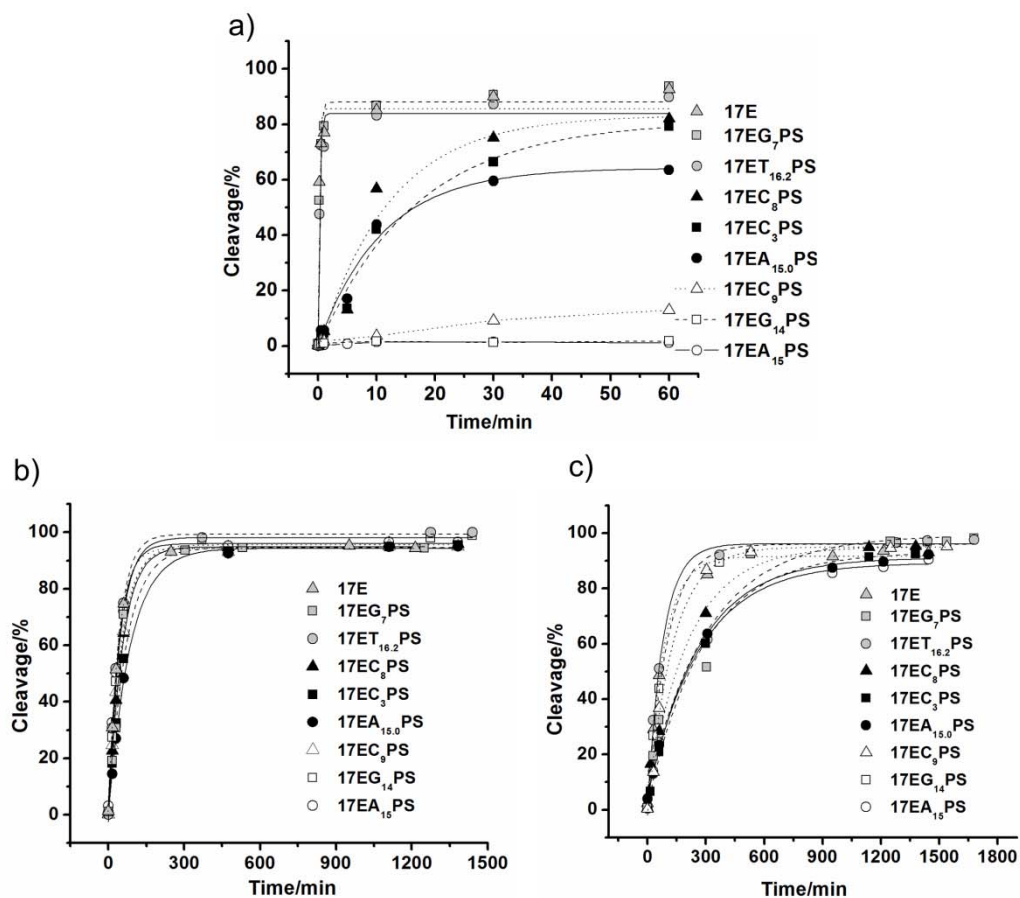 a)
Cleavage/%
100
80
60
40
20
0
0 10 20 30 40 50 60
Time/min
17E
17EG7PS
17ET16.2PS
17EC8PS
17EC3PS
17EA15.0PS
17EC9PS
17EG14PS
17EA15PS
b)
Cleavage/%
100
80
60
40
20
0
0 300 600 900 1200 1500
Time/min
17E
17EG7PS
17ET16.2PS
17EC8PS
17EC3PS
17EA15.0PS
17EC9PS
17EG14PS
17EA15PS
c)
Cleavage/%
100
80
60
40
20
0
0 300 600 900 1200 1500 1800
Time/min
17E
17EG7PS
17ET16.2PS
17EC8PS
17EC3PS
17EA15.0PS
17EC9PS
17EG14PS
17EA15PS